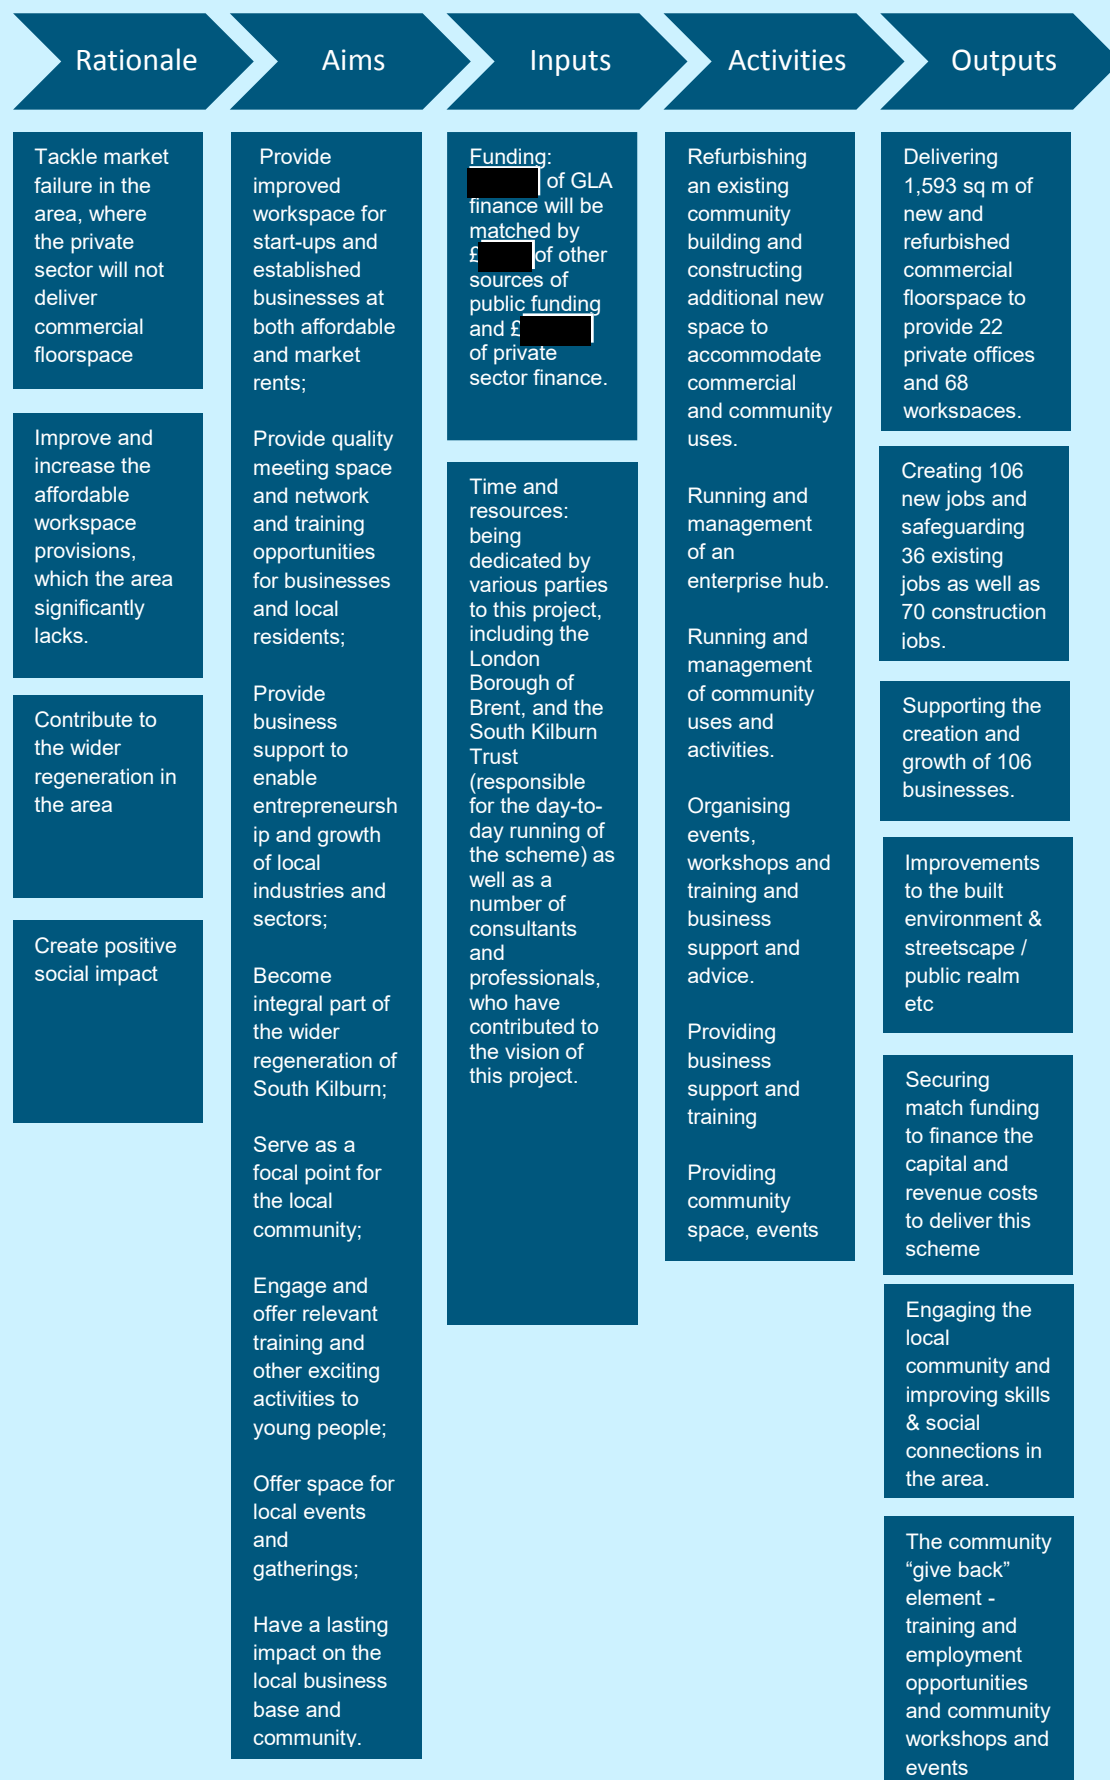 Rationale
Aims
Inputs
Activities
Outputs
Tackle market
failure in the
area, where
the private
sector will not
deliver
commercial
floorspace
Improve and
increase the
affordable
workspace
provisions,
which the area
significantly
lacks.
Contribute to
the wider
regeneration in
the area
Create positive
social impact
Provide
improved
workspace for
start-ups and
established
businesses at
both affordable
and market
rents;
Provide quality
meeting space
and network
and training
opportunities
for businesses
and local
residents;
Provide
business
support to
enable
entrepreneursh
ip and growth
of local
industries and
sectors;
Become
integral part of
the wider
regeneration of
South Kilburn;
Serve as a
focal point for
the local
community;
Engage and
offer relevant
training and
other exciting
activities to
young people;
Offer space for
local events
and
gatherings;
Have a lasting
impact on the
local business
base and
community.
Funding:
of GLA
finance will be
matched by
£ of other
sources of
public funding
and £
of private
sector finance.
Time and
resources:
being
dedicated by
various parties
to this project,
including the
London
Borough of
Brent, and the
South Kilburn
Trust
(responsible
for the day-to-
day running of
the scheme) as
well as a
number of
consultants
and
professionals,
who have
contributed to
the vision of
this project.
Refurbishing
an existing
community
building and
constructing
additional new
space to
accommodate
commercial
and community
uses.
Running and
management
of an
enterprise hub.
Running and
management
of community
uses and
activities.
Organising
events,
workshops and
training and
business
support and
advice.
Providing
business
support and
training
Providing
community
space, events
Delivering
1,593 sq m of
new and
refurbished
commercial
floorspace to
provide 22
private offices
and 68
workspaces.
Creating 106
new jobs and
safeguarding
36 existing
jobs as well as
70 construction
jobs.
Supporting the
creation and
growth of 106
businesses.
Improvements
to the built
environment &
streetscape /
public realm
etc
Securing
match funding
to finance the
capital and
revenue costs
to deliver this
scheme
Engaging the
local
community and
improving skills
& social
connections in
the area.
The community
“give back”
element -
training and
employment
opportunities
and community
workshops and
events